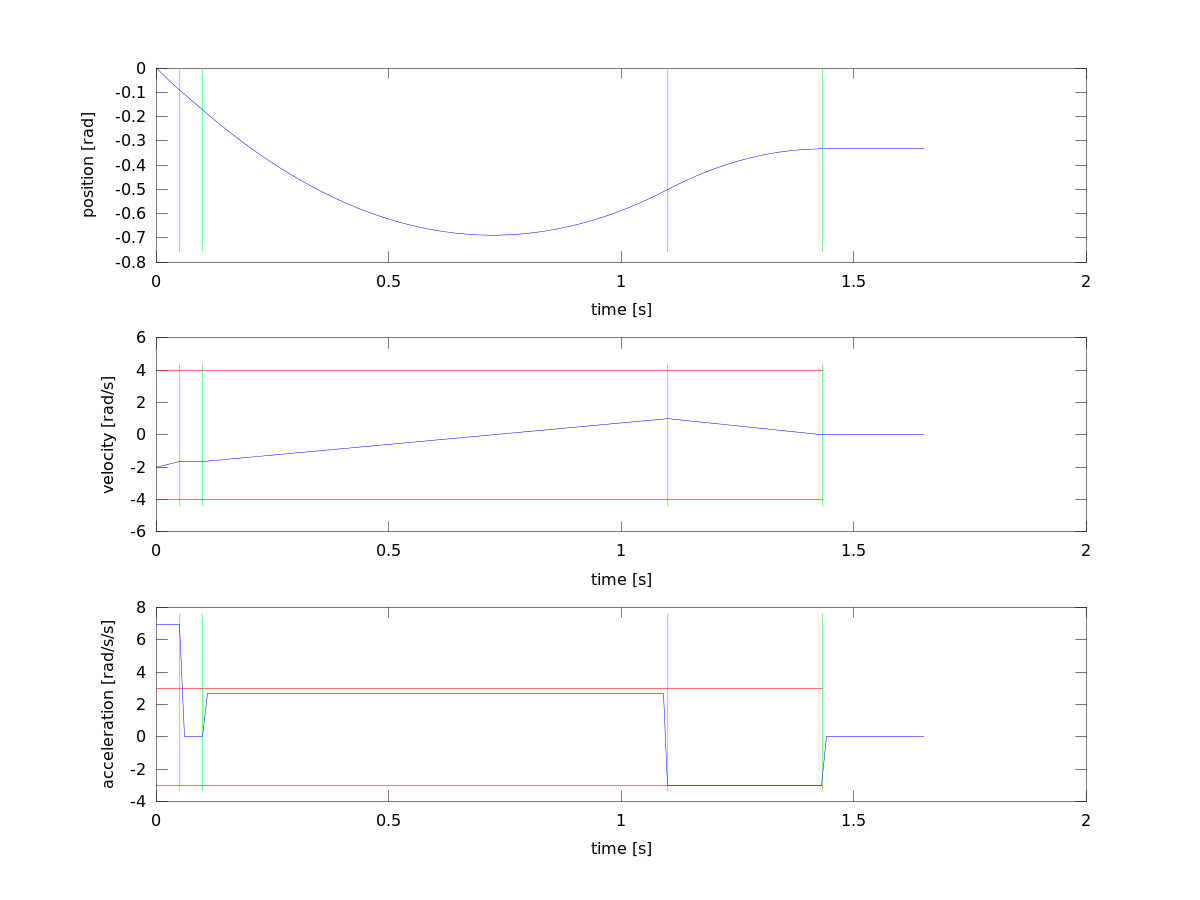 0
-0.1
-0.2
-0.3
-0.4
-0.5
-0.6
-0.7
-0.8
position [rad]
0 0.5 1 1.5 2
time [s]
6
4
2
0
-2
-4
-6
velocity [rad/s]
0 0.5 1 1.5 2
time [s]
8
6
4
2
0
-2
-4
acceleration [rad/s/s]
0 0.5 1 1.5 2
time [s]